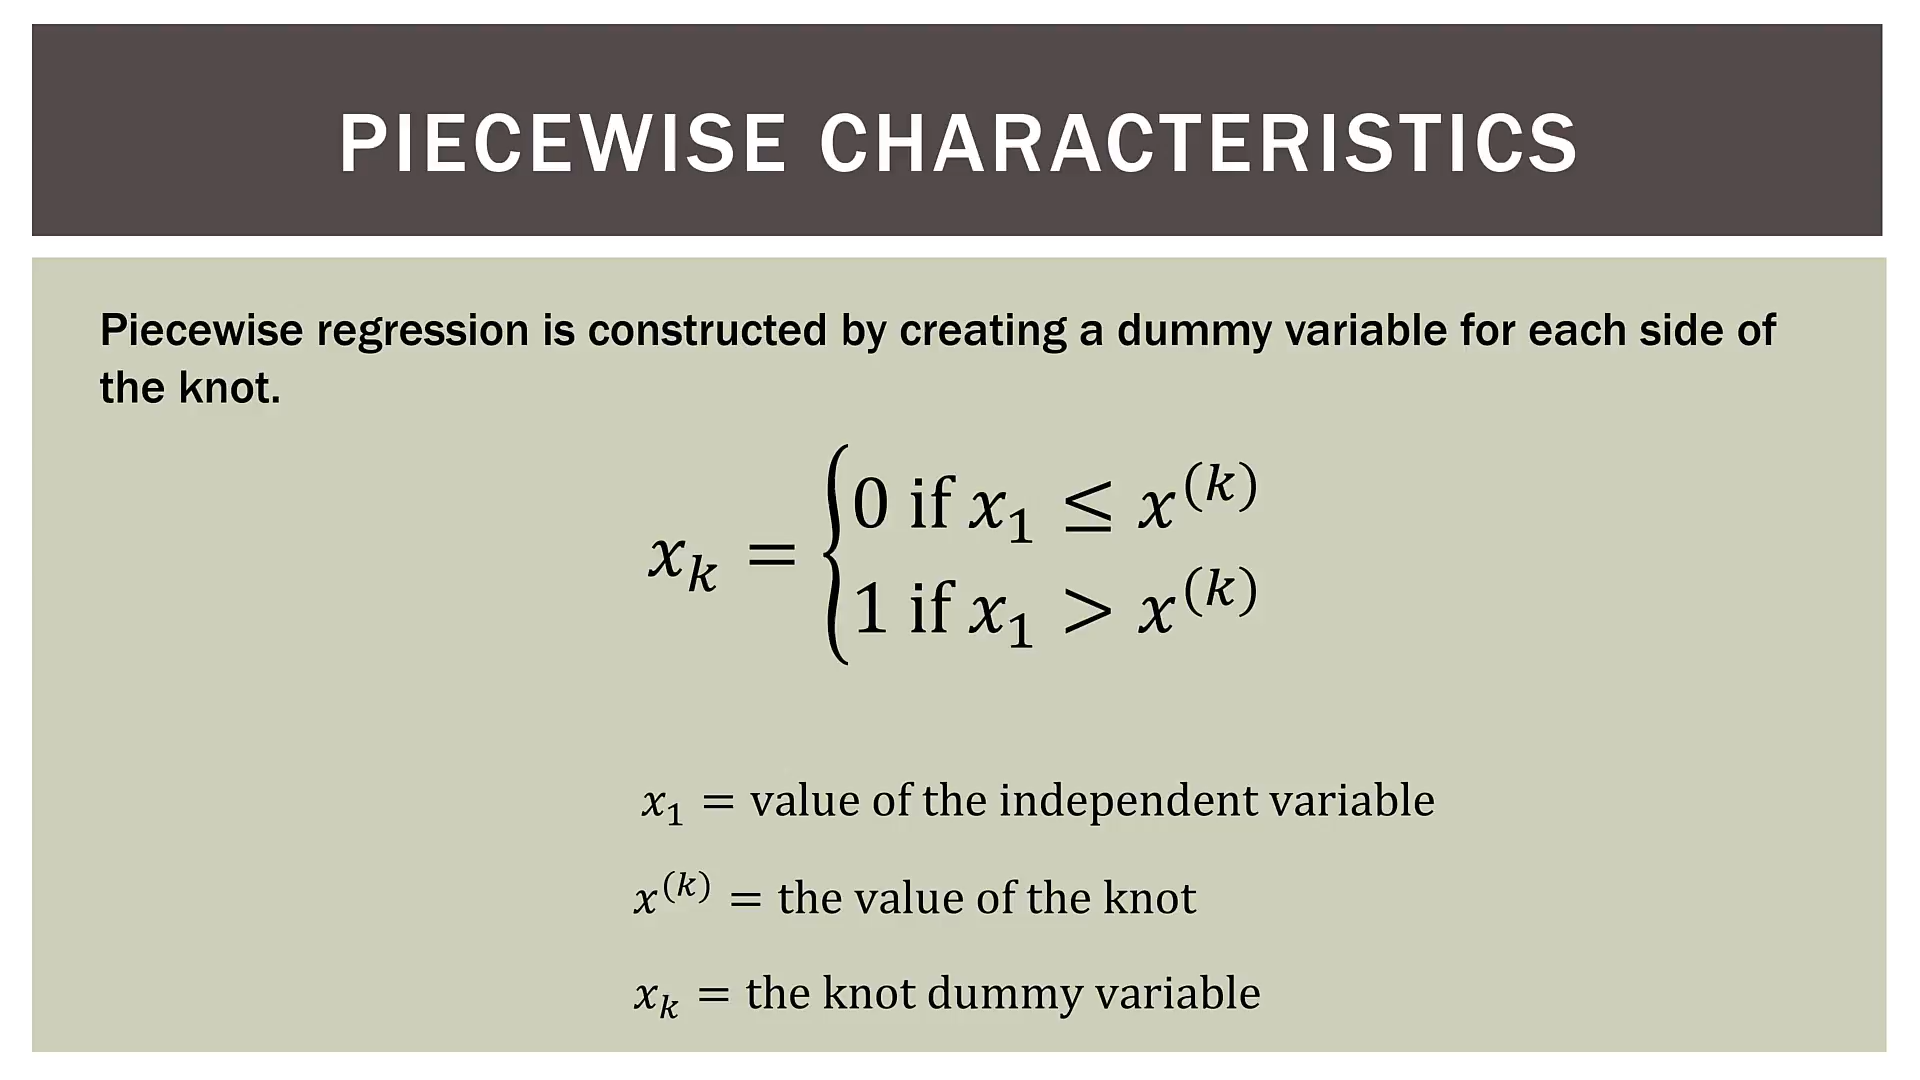 PIECEWISE CHARACTERISTICS
Piecewise regression is constructed by creating a dummy variable for each side of
the knot.
x_k = {0 if x_1 ≤ x^(k)
1 if x_1 > x^(k)
x_1 = value of the independent variable
x^(k) = the value of the knot
x_k = the knot dummy variable